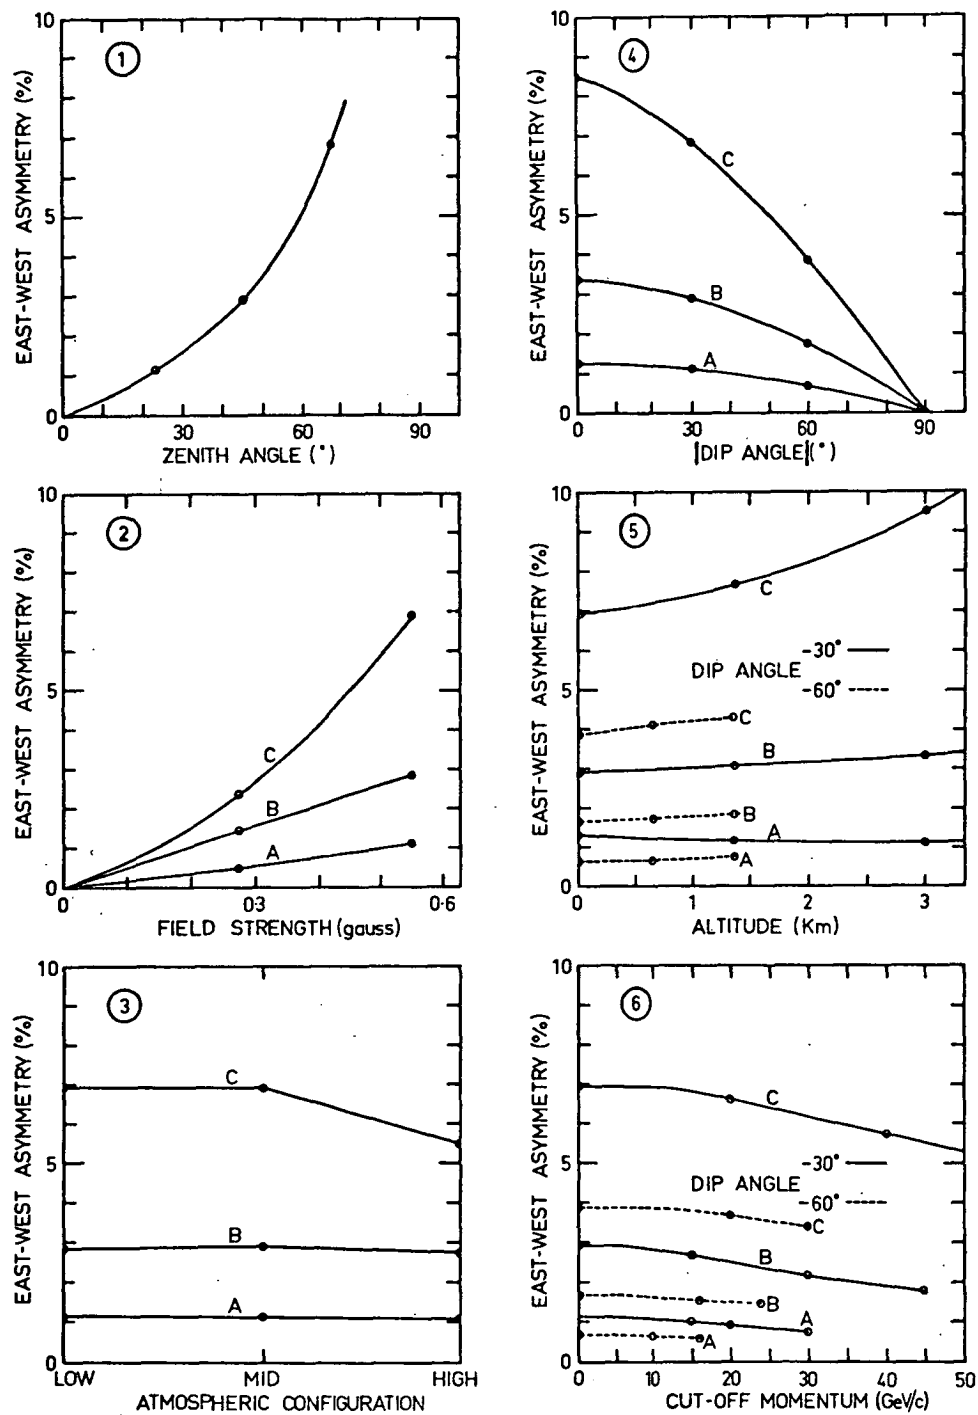 10
1
EAST-WEST ASYMMETRY (%)
5
0
0 30 60 90
ZENITH ANGLE (°)
10
4
EAST-WEST ASYMMETRY (%)
C
5
B
A
0
0 30 60 90
|DIP ANGLE| (°)
10
2
EAST-WEST ASYMMETRY (%)
5
C
B
A
0
0 0·3 0·6
FIELD STRENGTH (gauss)
10
5
EAST-WEST ASYMMETRY (%)
C
-30°
DIP ANGLE
-60°
5
C
B
B
A
A
0
0 1 2 3
ALTITUDE (Km)
10
3
EAST-WEST ASYMMETRY (%)
C
5
B
A
0
LOW MID HIGH
ATMOSPHERIC CONFIGURATION
10
6
EAST-WEST ASYMMETRY (%)
C
5
-30°
DIP ANGLE
-60°
C
B
B
A
A
0
0 10 20 30 40 50
CUT-OFF MOMENTUM (GeV/c)